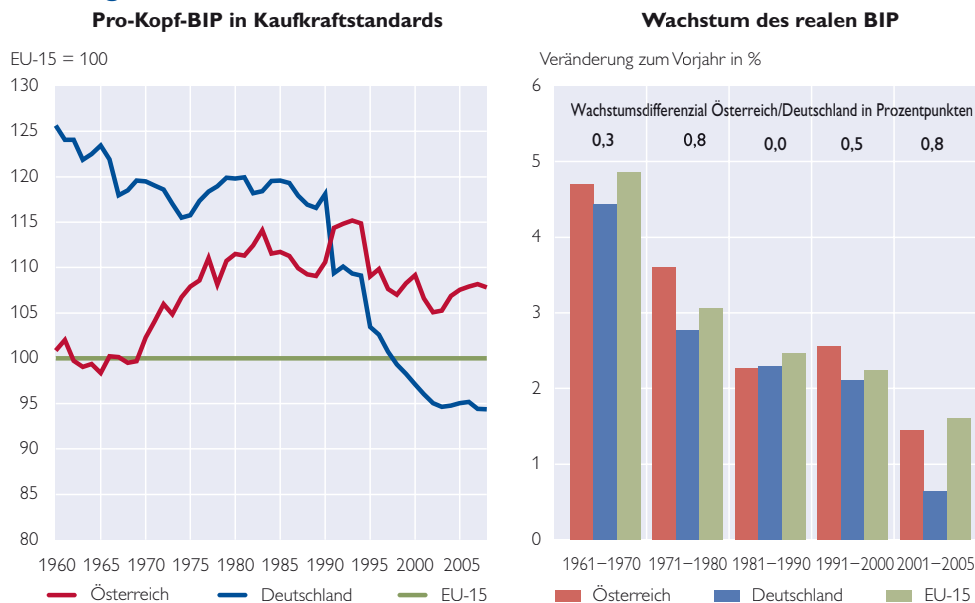 Pro-Kopf-BIP in Kaufkraftstandards
EU-15 = 100
130
125
120
115
110
105
100
95
90
85
80
1960 1965 1970 1975 1980 1985 1990 1995 2000 2005
Österreich Deutschland EU-15
Wachstum des realen BIP
Veränderung zum Vorjahr in %
6
Wachstumsdifferenzial Österreich/Deutschland in Prozentpunkten
0,3 0,8 0,0 0,5 0,8
5
4
3
2
1
0
1961–1970 1971–1980 1981–1990 1991–2000 2001–2005
Österreich Deutschland EU-15